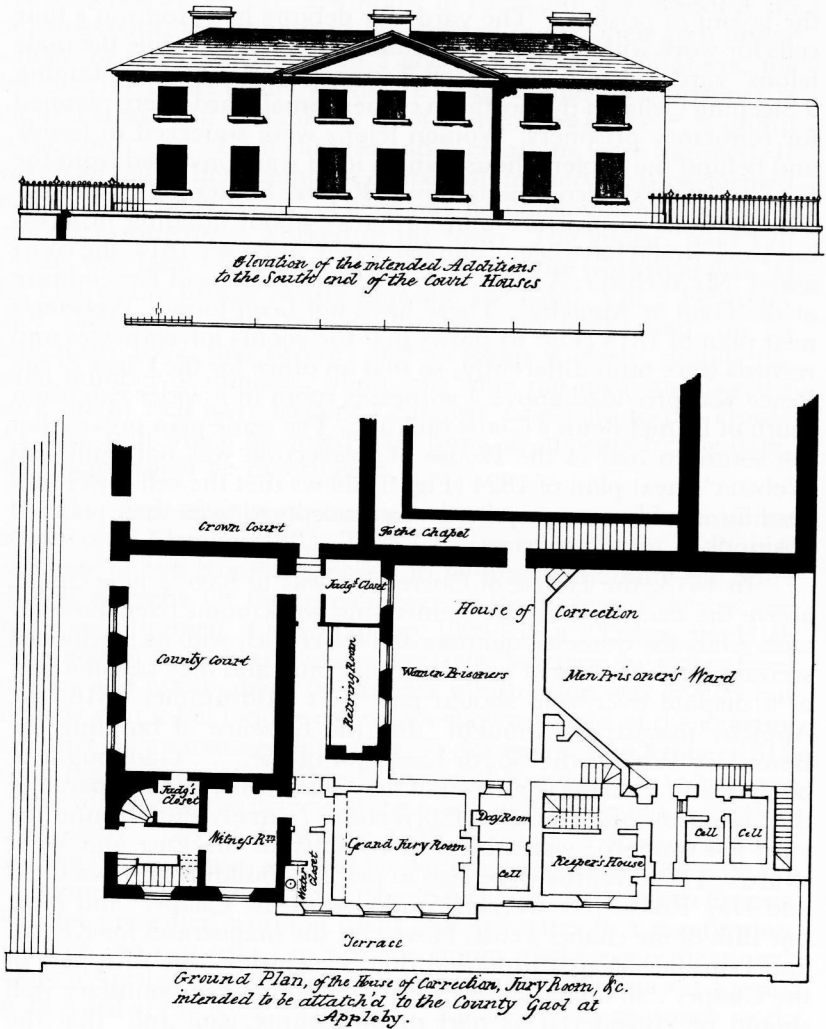 Elevation of the intended Additions
to the South end of the Court Houses
Crown Court
To the Chapel
Judg.s Closet
House of Correction
County Court
Retiring Room
Women Prisoners
Men Prisoner's Ward
Judg's
Closet
Witness Rm
Water
Closet
Grand Jury Room
Day Room
Cell
Keeper's House
Cell
Cell
Terrace
Ground Plan, of the House of Correction, Jury Room, &c.
intended to be attatch'd to the County Gaol at
Appleby.